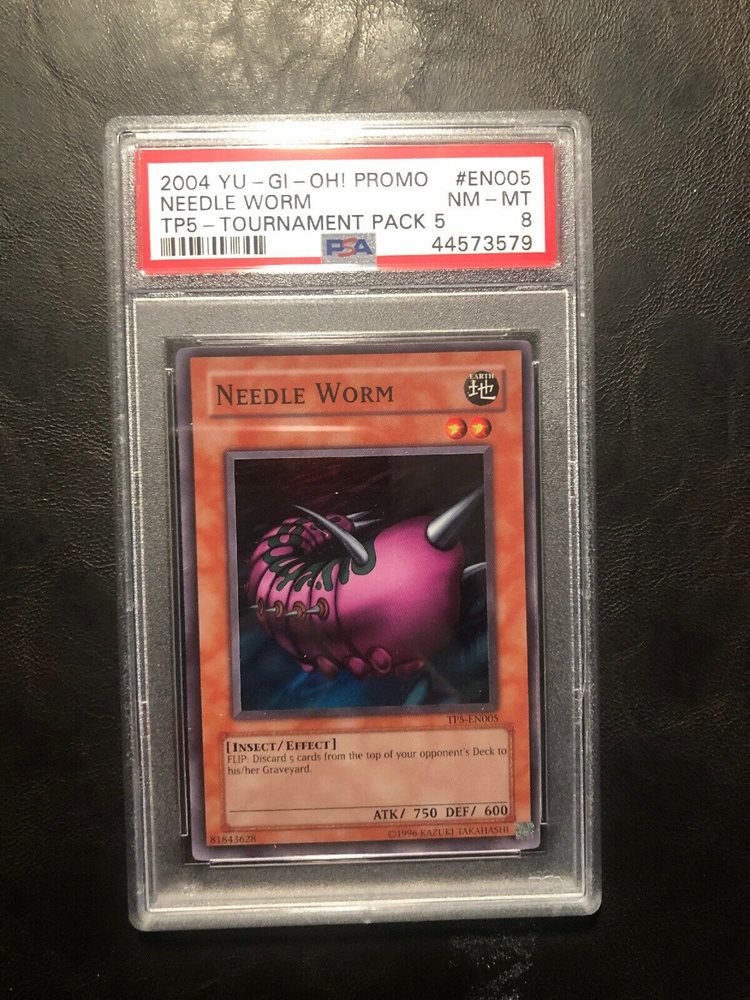 2004 YU-GI-OH! PROMO #EN005
NEEDLE WORM NM-MT
TP5-TOURNAMENT PACK 5 8
PSA 44573579
NEEDLE WORM
EARTH
地
TP5-EN005
[INSECT/EFFECT]
FLIP: Discard 5 cards from the top of your opponent's Deck to
his/her Graveyard.
ATK/ 750 DEF/ 600
81843628 ©1996 KAZUKI TAKAHASHI